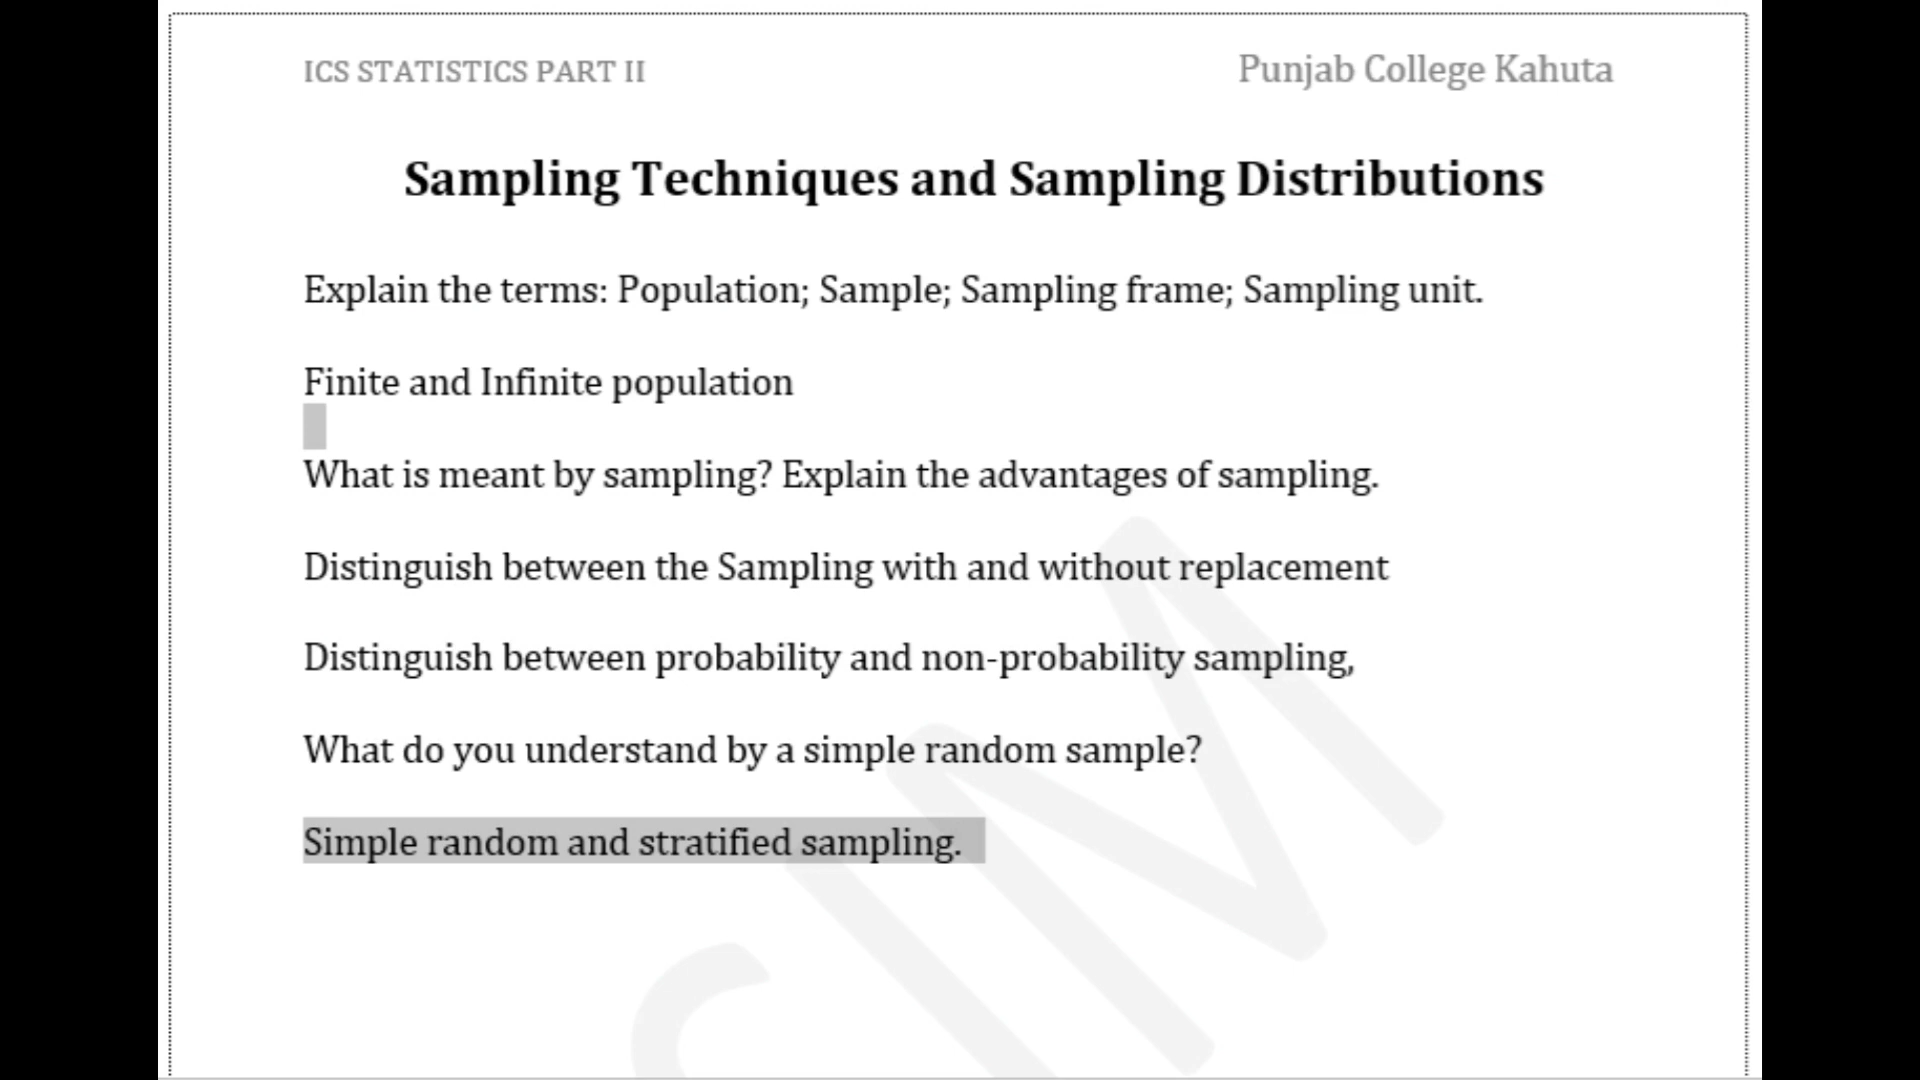 ICS STATISTICS PART II
Punjab College Kahuta
Sampling Techniques and Sampling Distributions
Explain the terms: Population; Sample; Sampling frame; Sampling unit.
Finite and Infinite population
What is meant by sampling? Explain the advantages of sampling.
Distinguish between the Sampling with and without replacement
Distinguish between probability and non-probability sampling,
What do you understand by a simple random sample?
Simple random and stratified sampling.